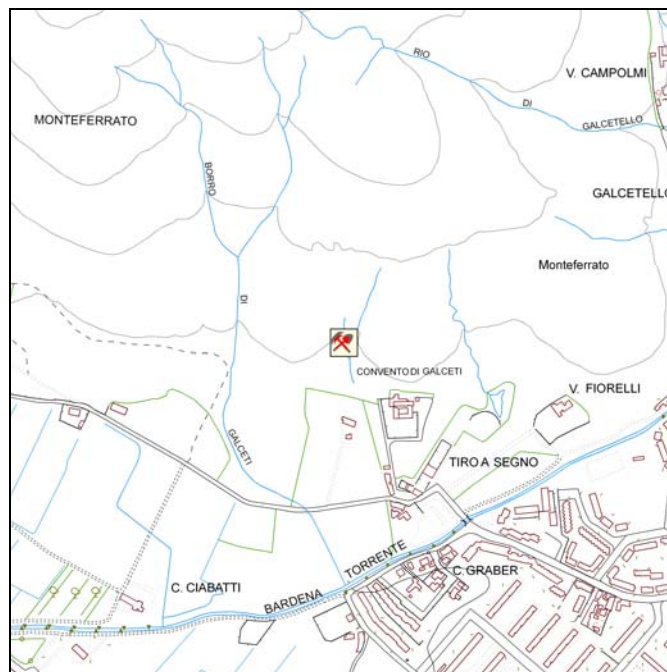 RIO
DI
GALCETELLO
V. CAMPOLMI
MONTEFERRATO
BORRO
DI
GALCETI
GALCETELLO
Monteferrato
CONVENTO DI GALCETI
V. FIORELLI
TIRO A SEGNO
C. CIABATTI
BARDENA TORRENTE
C. GRABER